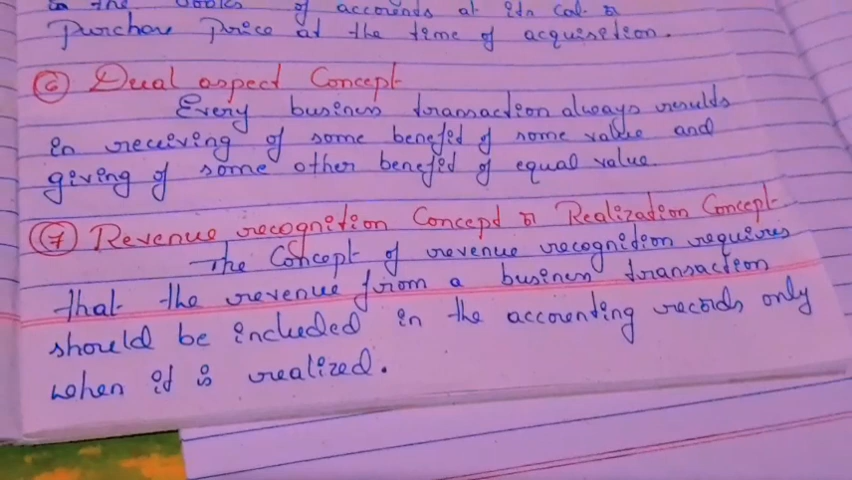 in the books of accounts at its cost or
Purchase Price at the time of acquisition.
6 Dual aspect Concept
Every business transaction always results
in receiving of some benefit of some value and
giving of some other benefit of equal value
7 Revenue recognition Concept or Realization Concept
The Concept of revenue recognition requires
that the revenue from a business transaction
should be included in the accounting records only
when it is realized.